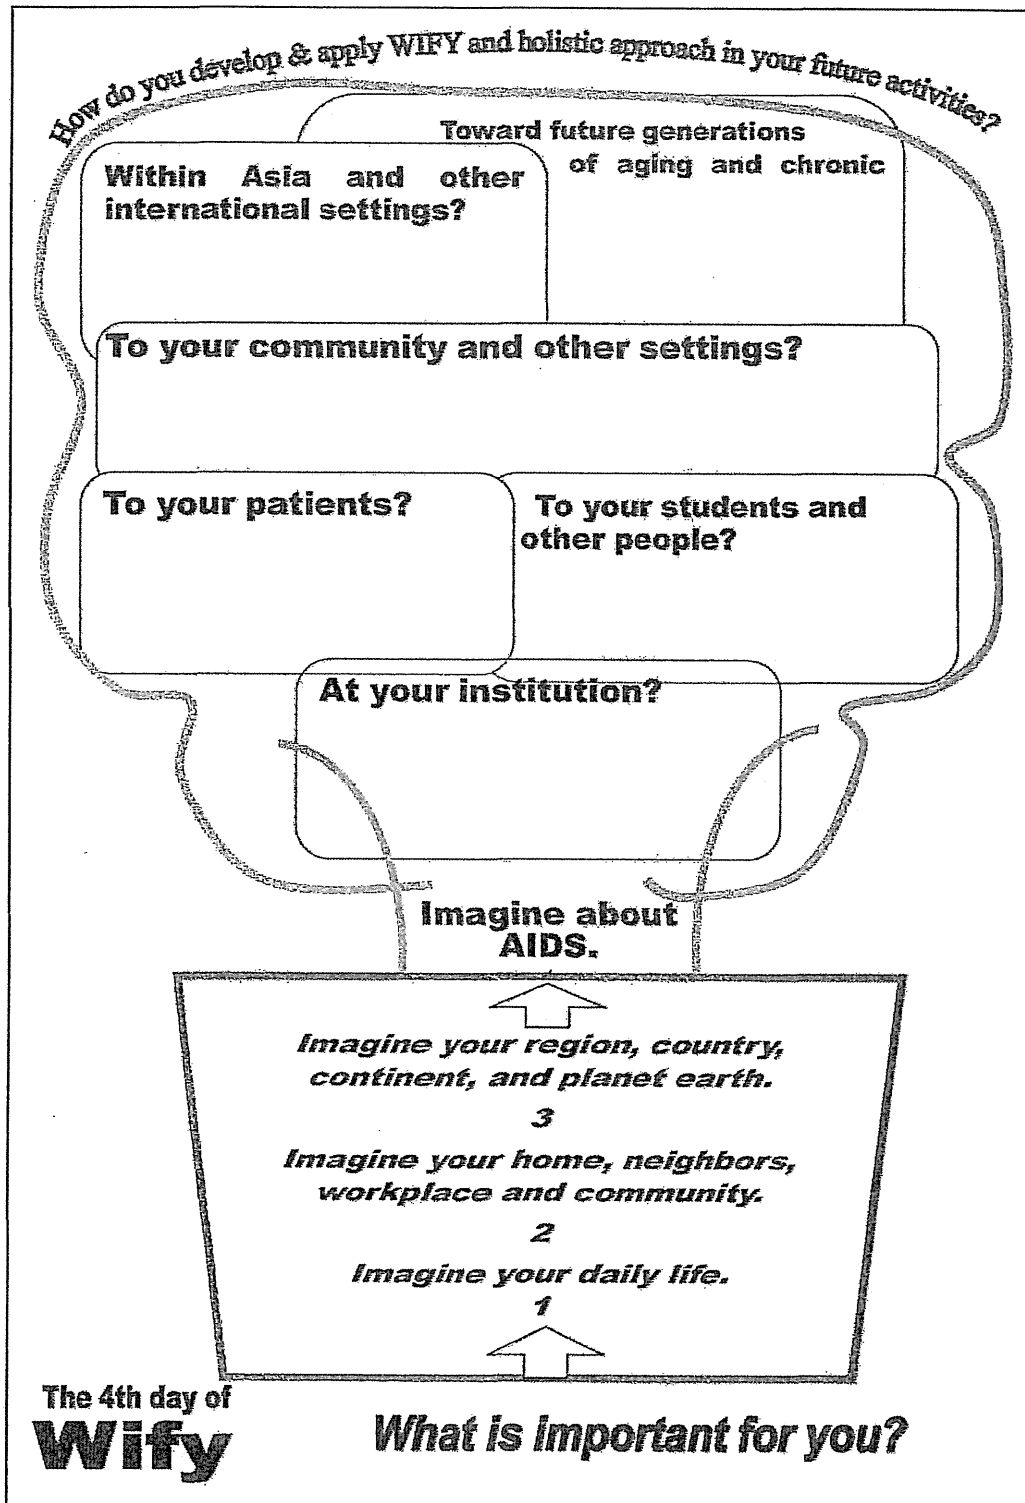 How do you develop & apply WIFY and holistic approach in your future activities?
Toward future generations
of aging and chronic
Within Asia and other
international settings?
To your community and other settings?
To your patients?
To your students and
other people?
At your institution?
Imagine about
AIDS.
Imagine your region, country,
continent, and planet earth.
3
Imagine your home, neighbors,
workplace and community.
2
Imagine your daily life.
1
The 4th day of
Wify
What is important for you?